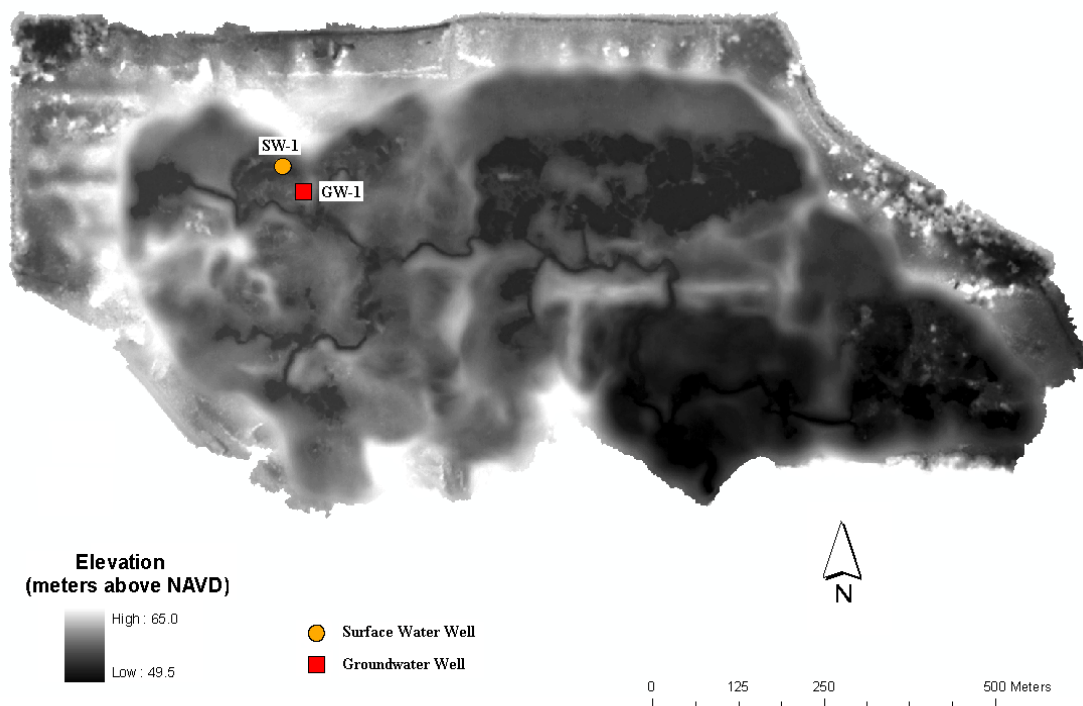 SW-1
GW-1
Elevation
(meters above NAVD)
High : 65.0
Low : 49.5
Surface Water Well
Groundwater Well
N
0 125 250 500 Meters